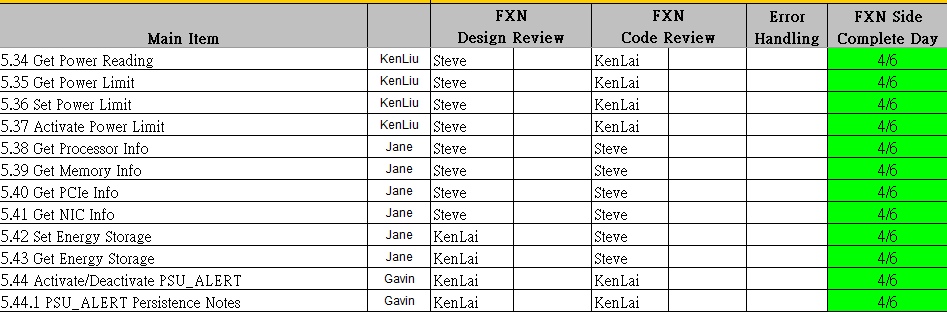 Main Item FXN Design Review FXN Code Review Error Handling FXN Side Complete Day
5.34 Get Power Reading KenLiu Steve KenLai 4/6
5.35 Get Power Limit KenLiu Steve KenLai 4/6
5.36 Set Power Limit KenLiu Steve KenLai 4/6
5.37 Activate Power Limit KenLiu Steve KenLai 4/6
5.38 Get Processor Info Jane Steve Steve 4/6
5.39 Get Memory Info Jane Steve Steve 4/6
5.40 Get PCIe Info Jane Steve Steve 4/6
5.41 Get NIC Info Jane Steve Steve 4/6
5.42 Set Energy Storage Jane KenLai Steve 4/6
5.43 Get Energy Storage Jane KenLai Steve 4/6
5.44 Activate/Deactivate PSU_ALERT Gavin KenLai KenLai 4/6
5.44.1 PSU_ALERT Persistence Notes Gavin KenLai KenLai 4/6